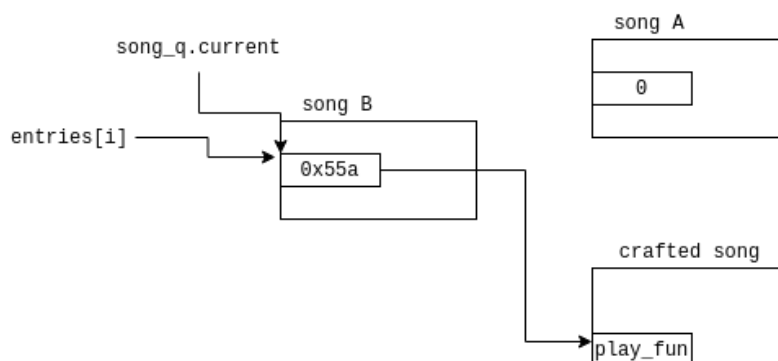 song A
song_q.current
0
song B
entries[i]
0x55a
crafted song
play_fun